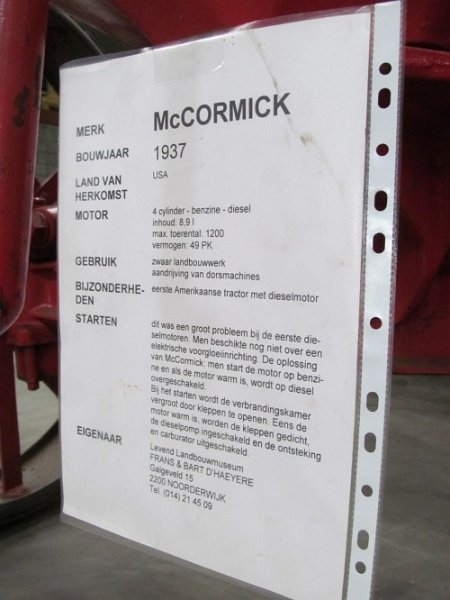 MERK McCORMICK
BOUWJAAR 1937
LAND VAN USA
HERKOMST
MOTOR 4 cylinder - benzine - diesel
inhoud: 8,9 l
max. toerental: 1200
vermogen: 49 PK
GEBRUIK zwaar landbouwwerk
aandrijving van dorsmachines
BIJZONDERHE- eerste Amerikaanse tractor met dieselmotor
DEN
STARTEN dit was een groot probleem bij de eerste die-
selmotoren. Men beschikte nog niet over een
elektrische voorgloeiinrichting. De oplossing
van McCormick: men start de motor op benzi-
ne en als de motor warm is, wordt op diesel
overgeschakeld.
Bij het starten wordt de verbrandingskamer
vergroot door kleppen te openen. Eens de
motor warm is, worden de kleppen gedicht,
de dieselpomp ingeschakeld en de ontsteking
en carburator uitgeschakeld.
EIGENAAR Levend Landbouwmuseum
FRANS & BART D'HAEYERE
Galgeveld 15
2200 NOORDERWIJK
Tel. (014) 21 45 09